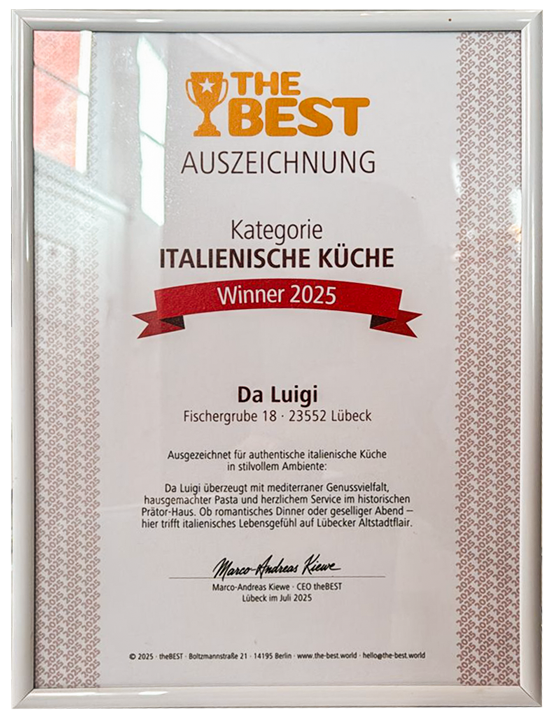 THE
BEST
AUSZEICHNUNG
Kategorie
ITALIENISCHE KÜCHE
Winner 2025
Da Luigi
Fischergrube 18 · 23552 Lübeck
Ausgezeichnet für authentische italienische Küche
in stilvollem Ambiente:
Da Luigi überzeugt mit mediterraner Genussvielfalt,
hausgemachter Pasta und herzlichem Service im historischen
Prätor-Haus. Ob romantisches Dinner oder geselliger Abend –
hier trifft italienisches Lebensgefühl auf Lübecker Altstadtflair.
Marco-Andreas Kiewe
Marco-Andreas Kiewe · CEO theBEST
Lübeck im Juli 2025
© 2025 · theBEST · Boltzmannstraße 21 · 14195 Berlin · www.the-best.world · hello@the-best.world